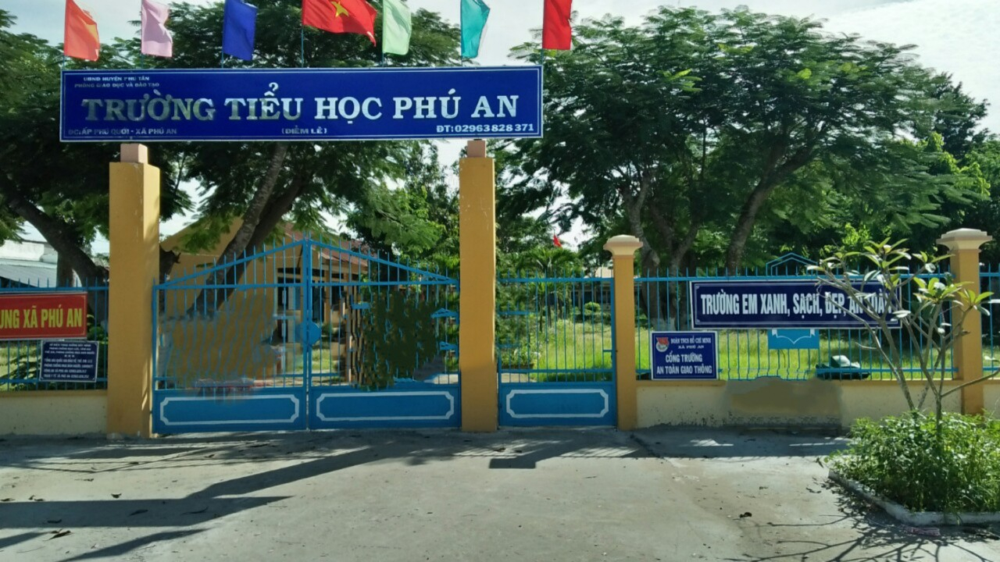 UBND HUYỆN PHÚ TÂN
PHÒNG GIÁO DỤC VÀ ĐÀO TẠO
TRƯỜNG TIỂU HỌC PHÚ AN
ĐC:ẤP PHÚ QUỚI - XÃ PHÚ AN
(ĐIỂM LẺ)
ĐT:02963 828 371
UNG XÃ PHÚ AN
TRƯỜNG EM XANH, SẠCH, ĐẸP, AN TOÀN
ĐOÀN TNCS HỒ CHÍ MINH
XÃ PHÚ AN
CỔNG TRƯỜNG
AN TOÀN GIAO THÔNG